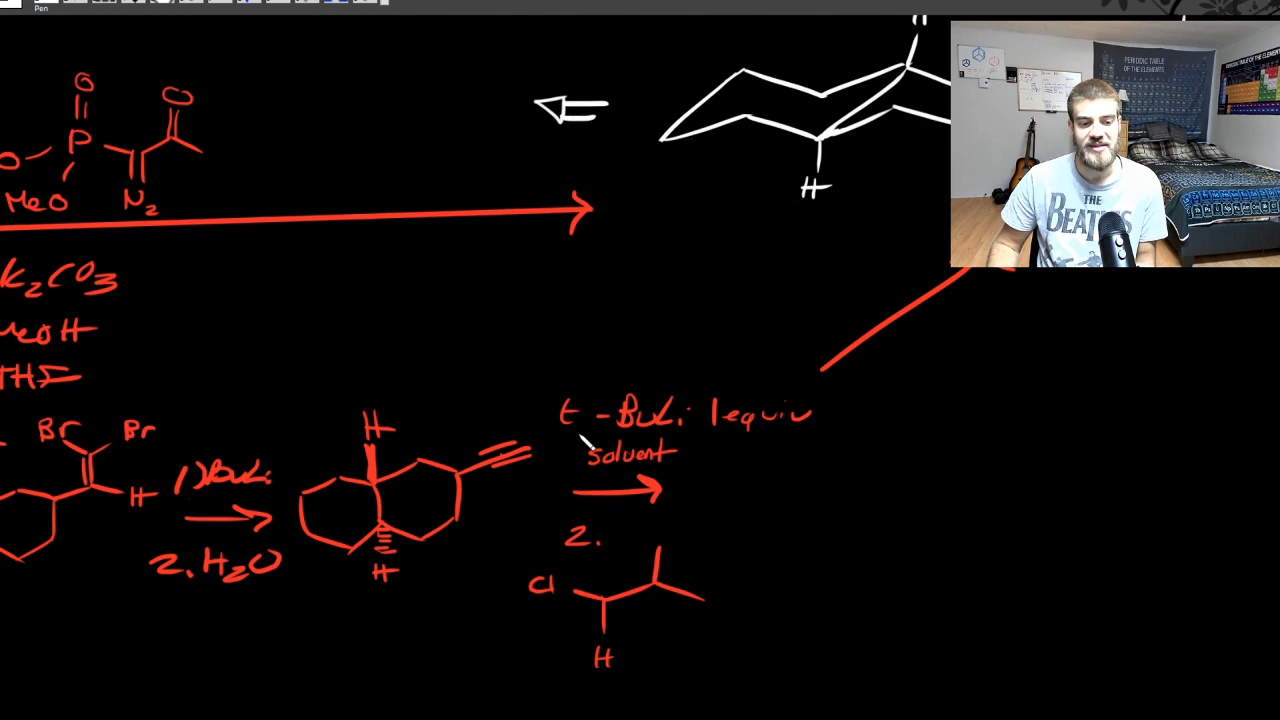 Pen
O
O
P
O
MeO
N2
K2CO3
MeOH
THF
Br
Br
H
1) BuLi
2. H2O
H
H
t-BuLi 1equiv
solvent
2.
Cl
H
H
PERIODIC TABLE
OF THE ELEMENTS
THE
BEATLES